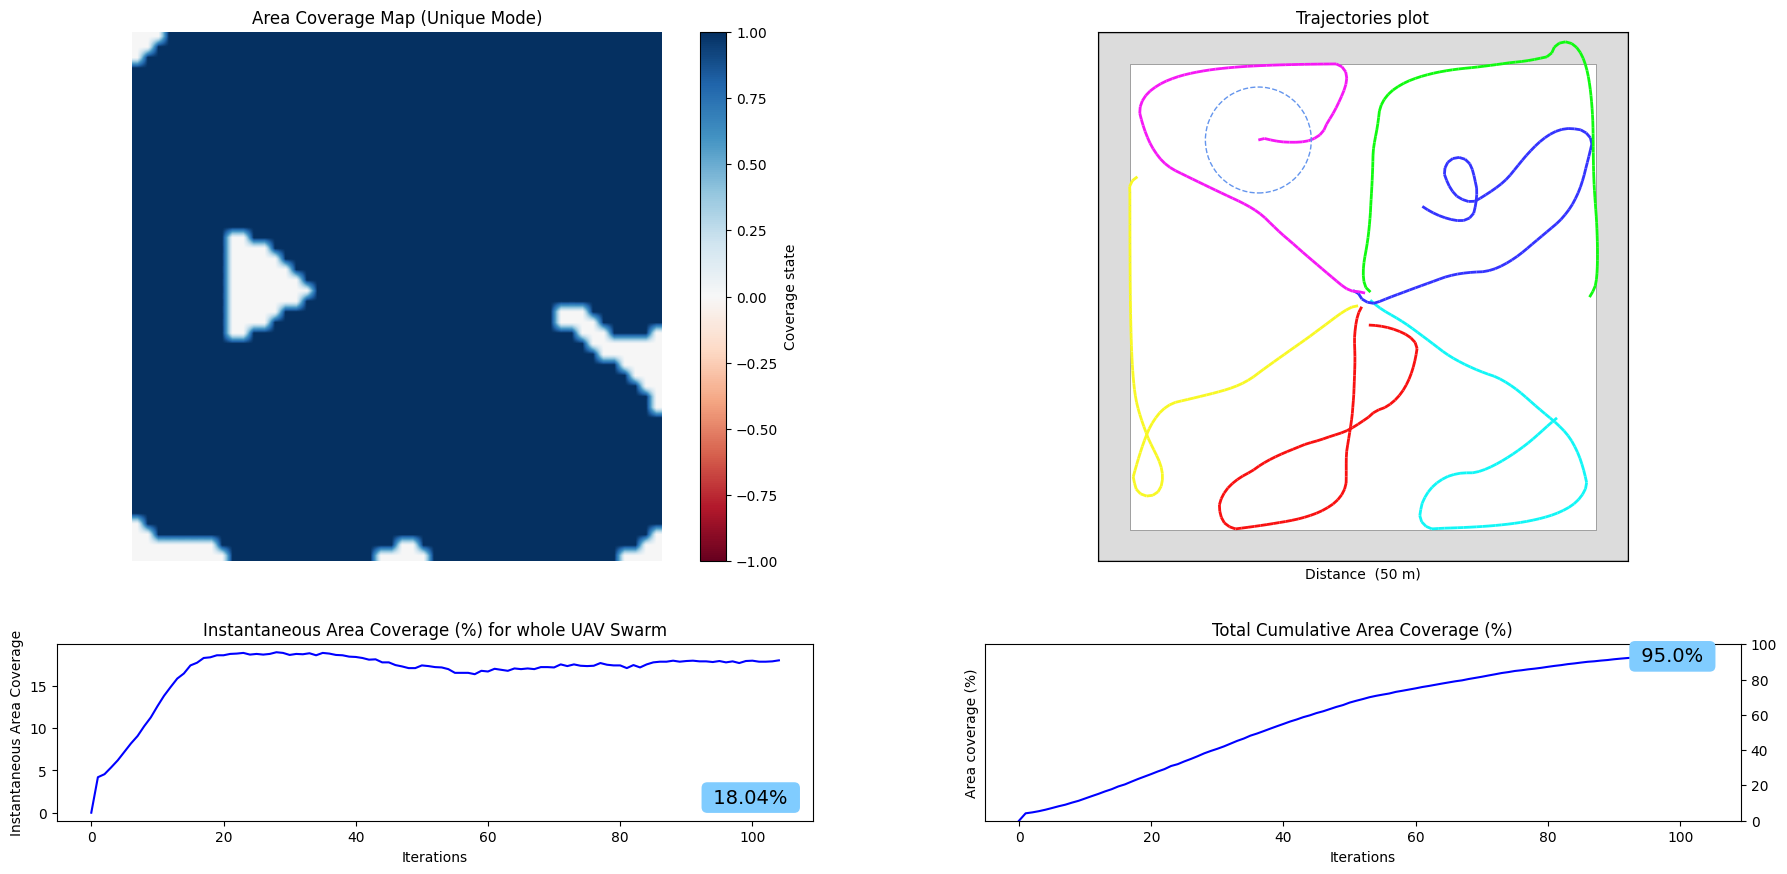 Area Coverage Map (Unique Mode)
1.00
0.75
0.50
0.25
0.00
−0.25
−0.50
−0.75
−1.00
Coverage state
Trajectories plot
Distance  (50 m)
Instantaneous Area Coverage (%) for whole UAV Swarm
Instantaneous Area Coverage
15
10
5
0
18.04%
0 20 40 60 80 100
Iterations
Total Cumulative Area Coverage (%)
Area coverage (%)
95.0%
100
80
60
40
20
0
0 20 40 60 80 100
Iterations